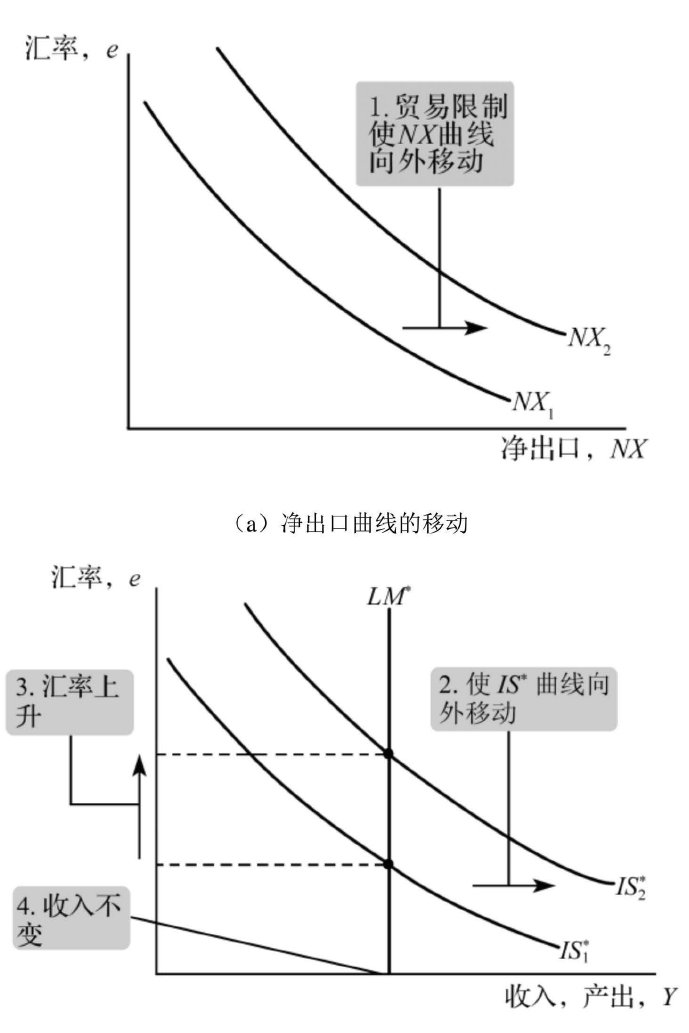 汇率，e
1. 贸易限制
使NX曲线
向外移动
NX₂
NX₁
净出口，NX
（a）净出口曲线的移动
汇率，e
LM*
3. 汇率上
升
2. 使 IS* 曲线向
外移动
IS₂*
4. 收入不
变
IS₁*
收入，产出，Y